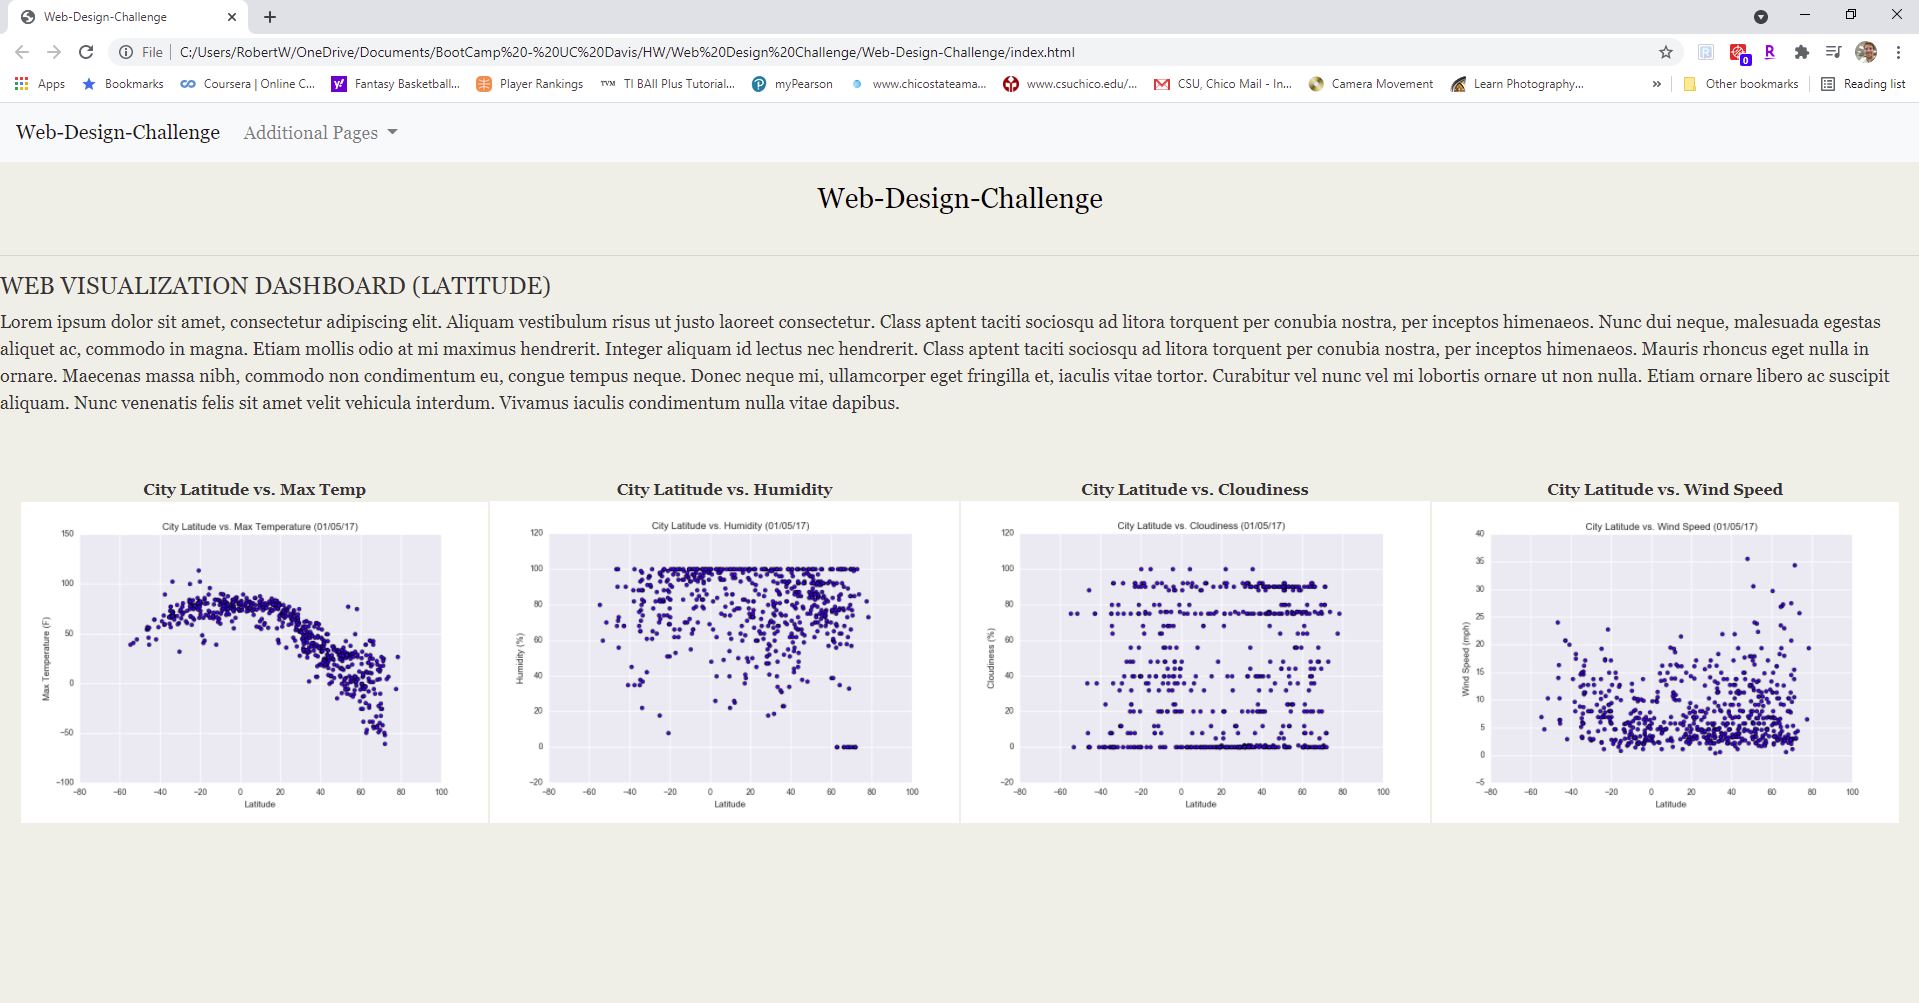 Web-Design-Challenge
File
C:/Users/RobertW/OneDrive/Documents/BootCamp%20-%20UC%20Davis/HW/Web%20Design%20Challenge/Web-Design-Challenge/index.html
0
R
Apps
Bookmarks
Coursera | Online C...
Fantasy Basketball...
Player Rankings
TVM
TI BAII Plus Tutorial...
myPearson
www.chicostateama...
www.csuchico.edu/...
CSU, Chico Mail - In...
Camera Movement
Learn Photography...
»
Other bookmarks
Reading list
Web-Design-Challenge
Additional Pages
Web-Design-Challenge
WEB VISUALIZATION DASHBOARD (LATITUDE)
Lorem ipsum dolor sit amet, consectetur adipiscing elit. Aliquam vestibulum risus ut justo laoreet consectetur. Class aptent taciti sociosqu ad litora torquent per conubia nostra, per inceptos himenaeos. Nunc dui neque, malesuada egestas
aliquet ac, commodo in magna. Etiam mollis odio at mi maximus hendrerit. Integer aliquam id lectus nec hendrerit. Class aptent taciti sociosqu ad litora torquent per conubia nostra, per inceptos himenaeos. Mauris rhoncus eget nulla in
ornare. Maecenas massa nibh, commodo non condimentum eu, congue tempus neque. Donec neque mi, ullamcorper eget fringilla et, iaculis vitae tortor. Curabitur vel nunc vel mi lobortis ornare ut non nulla. Etiam ornare libero ac suscipit
aliquam. Nunc venenatis felis sit amet velit vehicula interdum. Vivamus iaculis condimentum nulla vitae dapibus.
City Latitude vs. Max Temp
City Latitude vs. Max Temperature (01/05/17)
Max Temperature (F)
150
100
50
0
−50
−100
−80 −60 −40 −20 0 20 40 60 80 100
Latitude
City Latitude vs. Humidity
City Latitude vs. Humidity (01/05/17)
Humidity (%)
120
100
80
60
40
20
0
−20
−80 −60 −40 −20 0 20 40 60 80 100
Latitude
City Latitude vs. Cloudiness
City Latitude vs. Cloudiness (01/05/17)
Cloudiness (%)
120
100
80
60
40
20
0
−20
−80 −60 −40 −20 0 20 40 60 80 100
Latitude
City Latitude vs. Wind Speed
City Latitude vs. Wind Speed (01/05/17)
Wind Speed (mph)
40
35
30
25
20
15
10
5
0
−5
−80 −60 −40 −20 0 20 40 60 80 100
Latitude